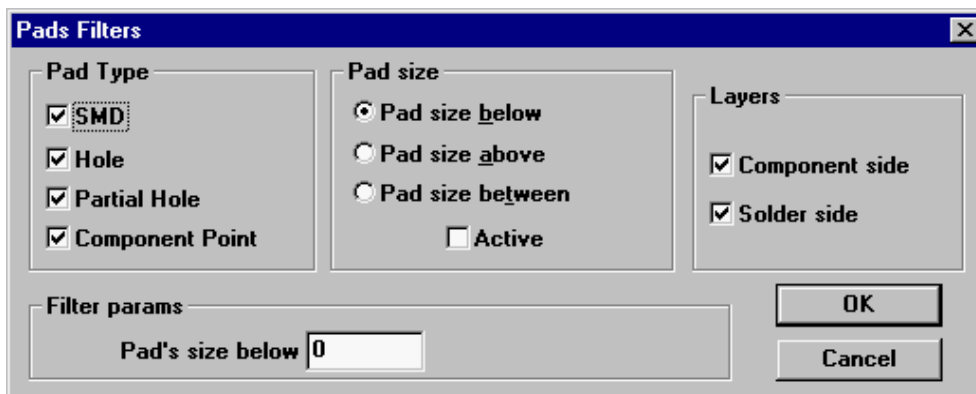 Pads Filters
Pad Type
SMD
Hole
Partial Hole
Component Point
Pad size
Pad size below
Pad size above
Pad size between
Active
Layers
Component side
Solder side
Filter params
Pad's size below 0
OK
Cancel